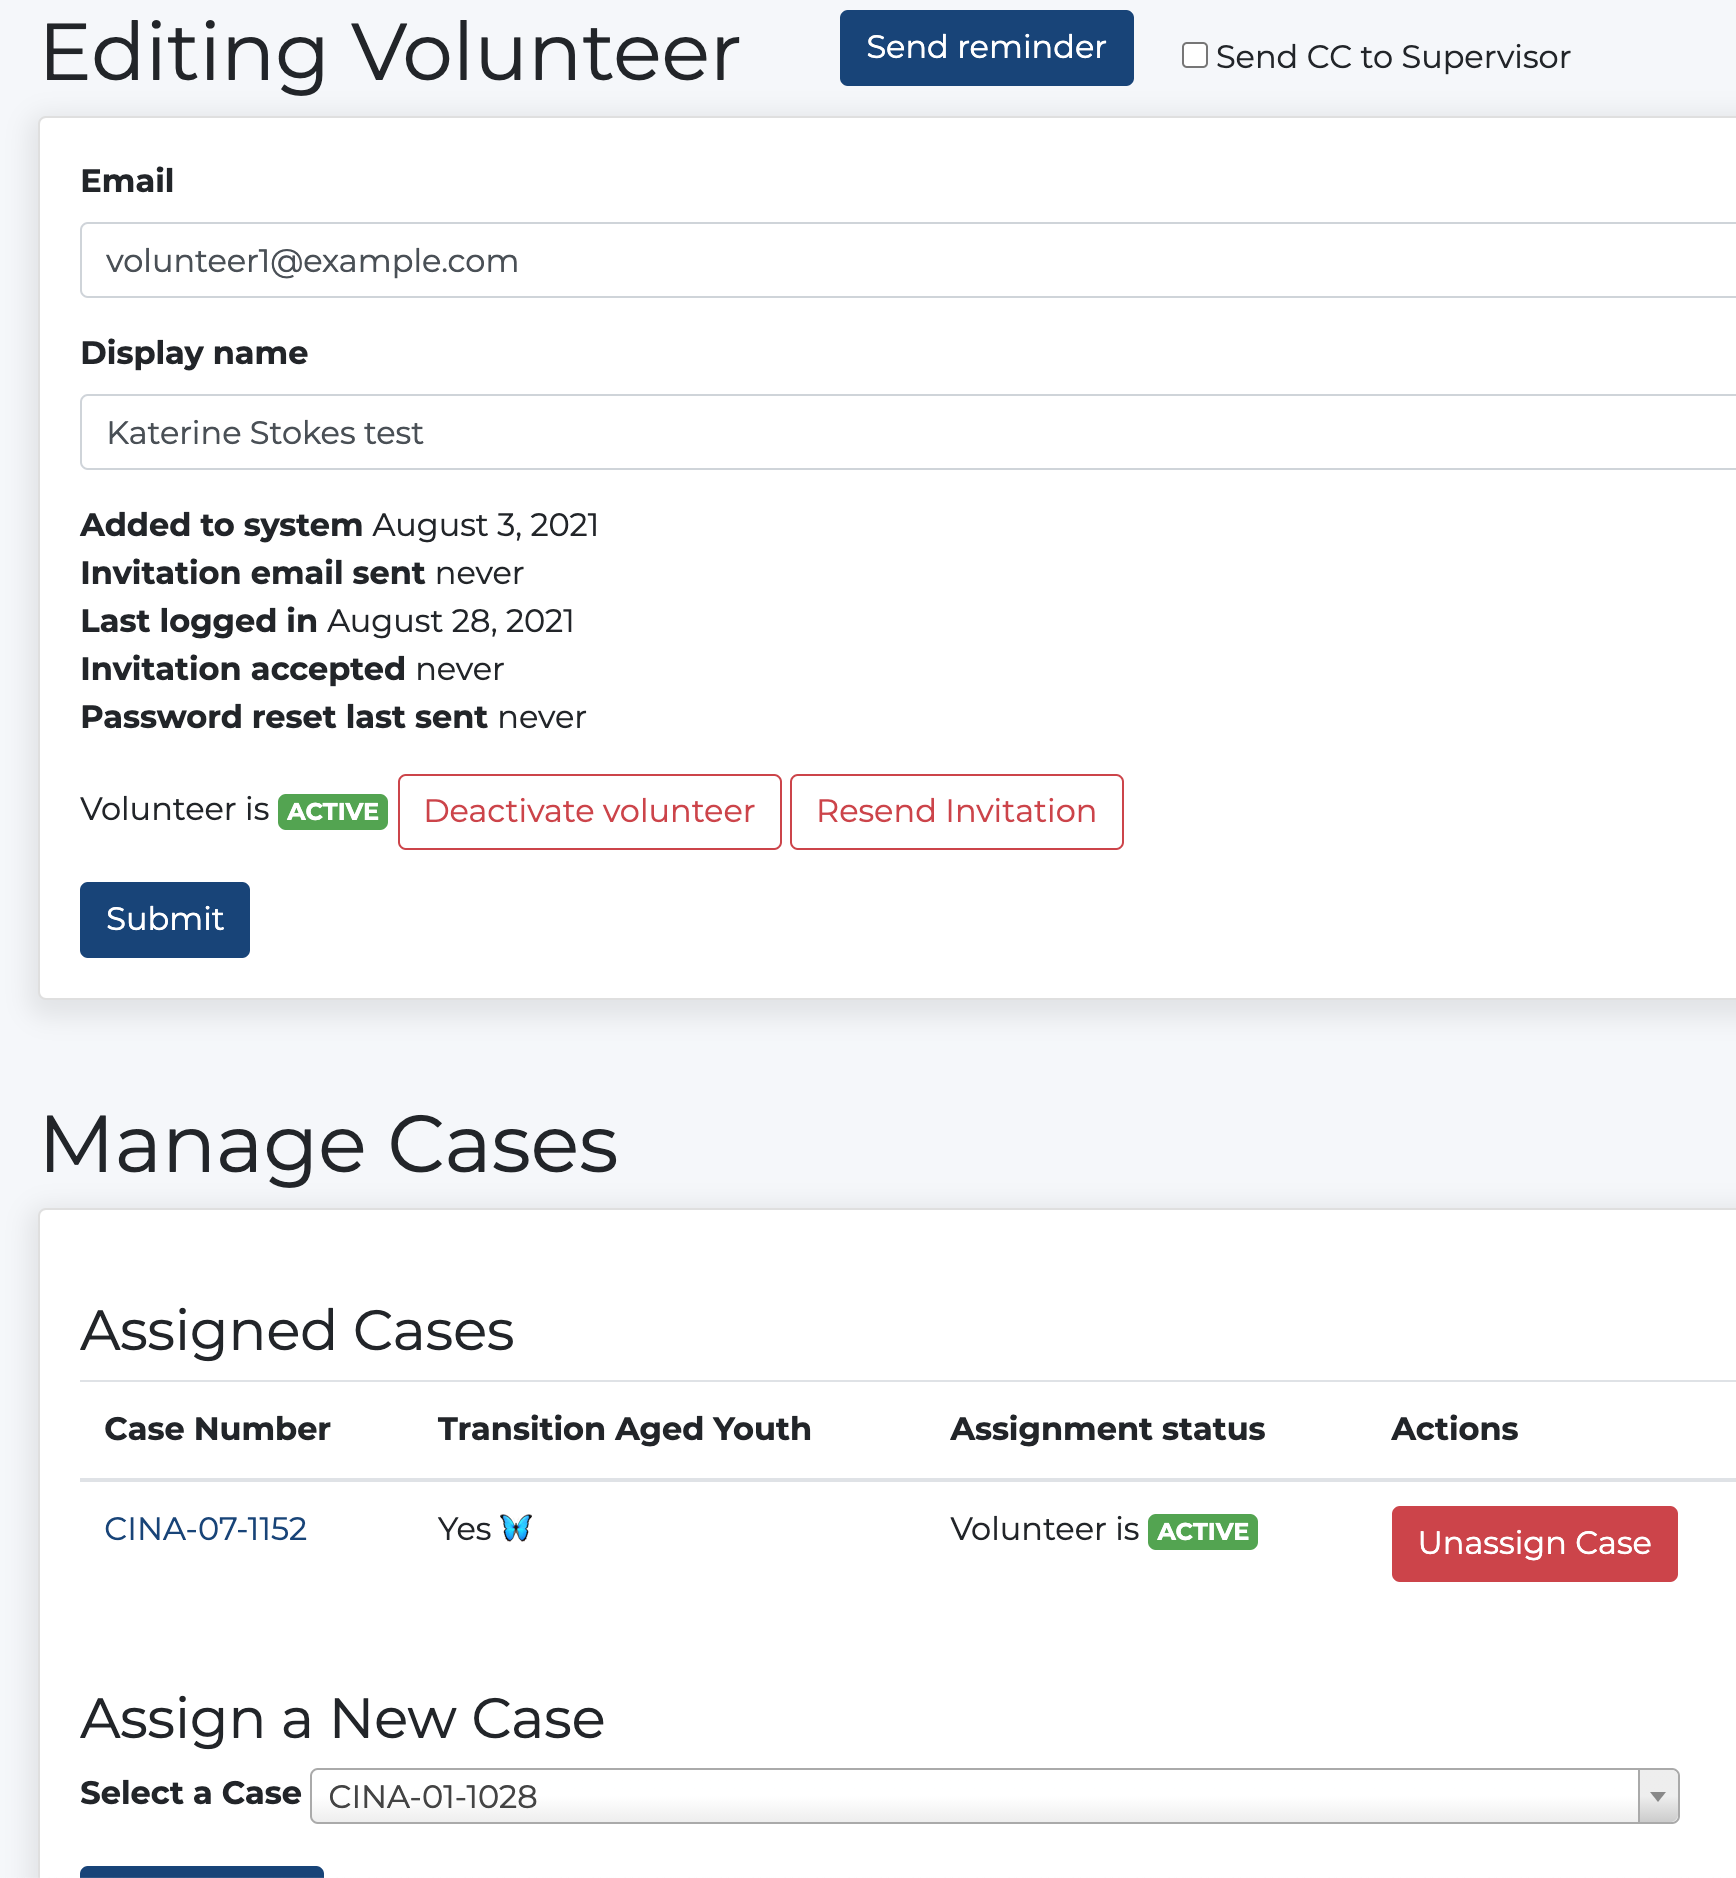 Editing Volunteer Send reminder Send CC to Supervisor
Email
volunteer1@example.com
Display name
Katerine Stokes test
Added to system August 3, 2021
Invitation email sent never
Last logged in August 28, 2021
Invitation accepted never
Password reset last sent never
Volunteer is ACTIVE Deactivate volunteer Resend Invitation
Submit
Manage Cases
Assigned Cases
Case Number Transition Aged Youth Assignment status Actions
CINA-07-1152 Yes 🦋 Volunteer is ACTIVE Unassign Case
Assign a New Case
Select a Case CINA-01-1028